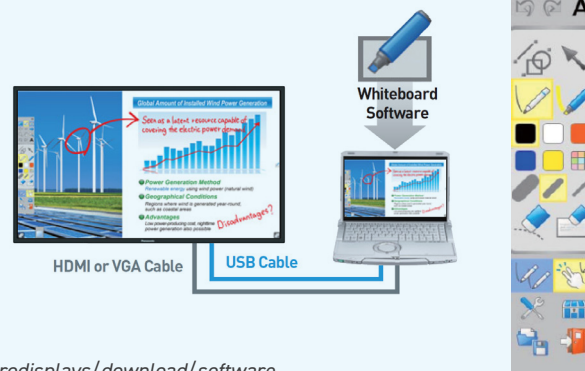 A
Whiteboard
Software
Global Amount of Installed Wind Power Generation
Seen as a latent resource capable of
covering the electric power demand
Power Generation Method
Renewable energy using wind power (natural wind)
Geographical Conditions
Regions where wind is generated year-round,
such as coastal areas
Advantages
Low power-producing cost, nighttime
power generation also possible
Disadvantages?
HDMI or VGA Cable
USB Cable
rodisplays/download/software